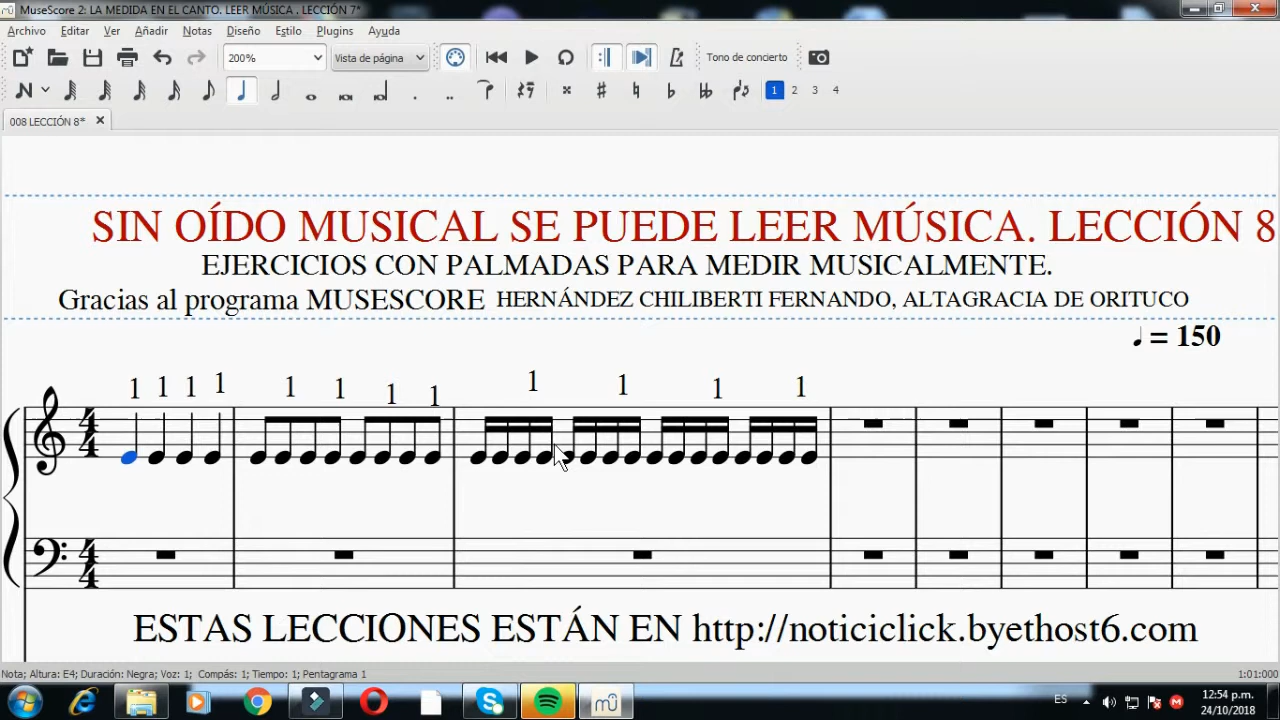 MuseScore 2: LA MEDIDA EN EL CANTO. LEER MÚSICA . LECCIÓN 7*
Archivo Editar Ver Añadir Notas Diseño Estilo Plugins Ayuda
200% Vista de página Tono de concierto
1 2 3 4
008 LECCIÓN 8*
SIN OÍDO MUSICAL SE PUEDE LEER MÚSICA. LECCIÓN 8
EJERCICIOS CON PALMADAS PARA MEDIR MUSICALMENTE.
Gracias al programa MUSESCORE HERNÁNDEZ CHILIBERTI FERNANDO, ALTAGRACIA DE ORITUCO
= 150
1 1 1 1 1 1 1 1 1 1 1 1
4 4
4 4
ESTAS LECCIONES ESTÁN EN http://noticiclick.byethost6.com
Nota; Altura: E4; Duración: Negra; Voz: 1; Compás: 1; Tiempo: 1; Pentagrama 1 1:01:000
ES 12:54 p.m.
24/10/2018